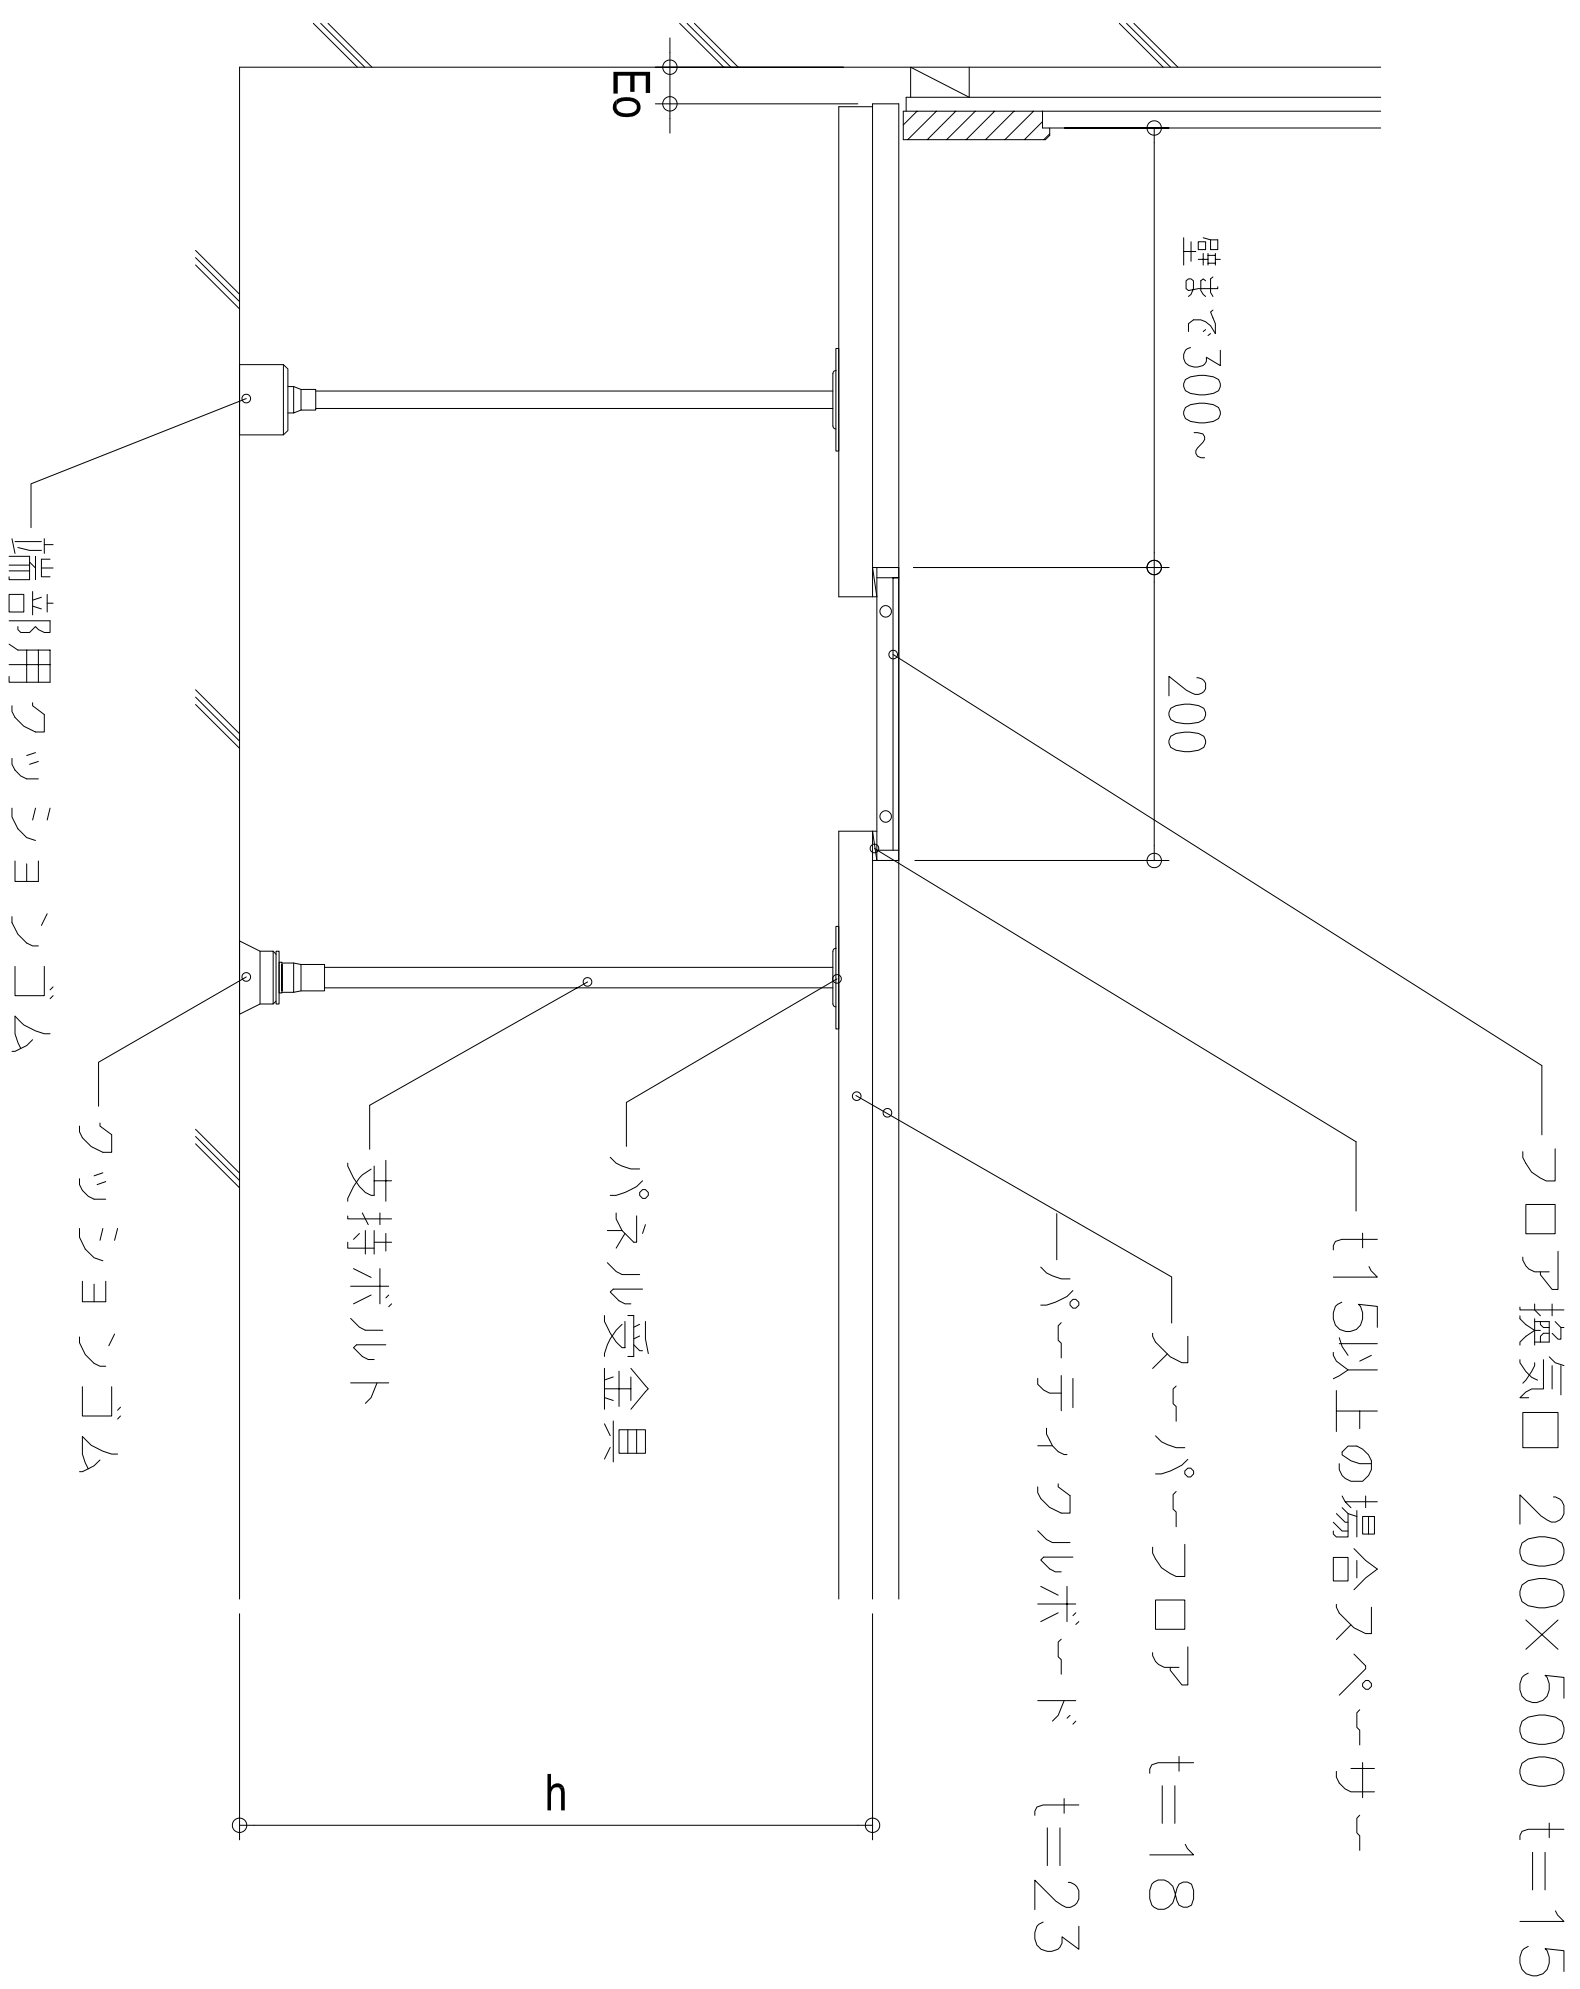 フロア換気口 200×500 t=15
t15以上の場合スペーサー
壁まで300~
200
スーパーフロア t=18
パーティクルボード t=23
Eo
パネル受金具
h
支持ボルト
クッションゴム
端部用クッションゴム